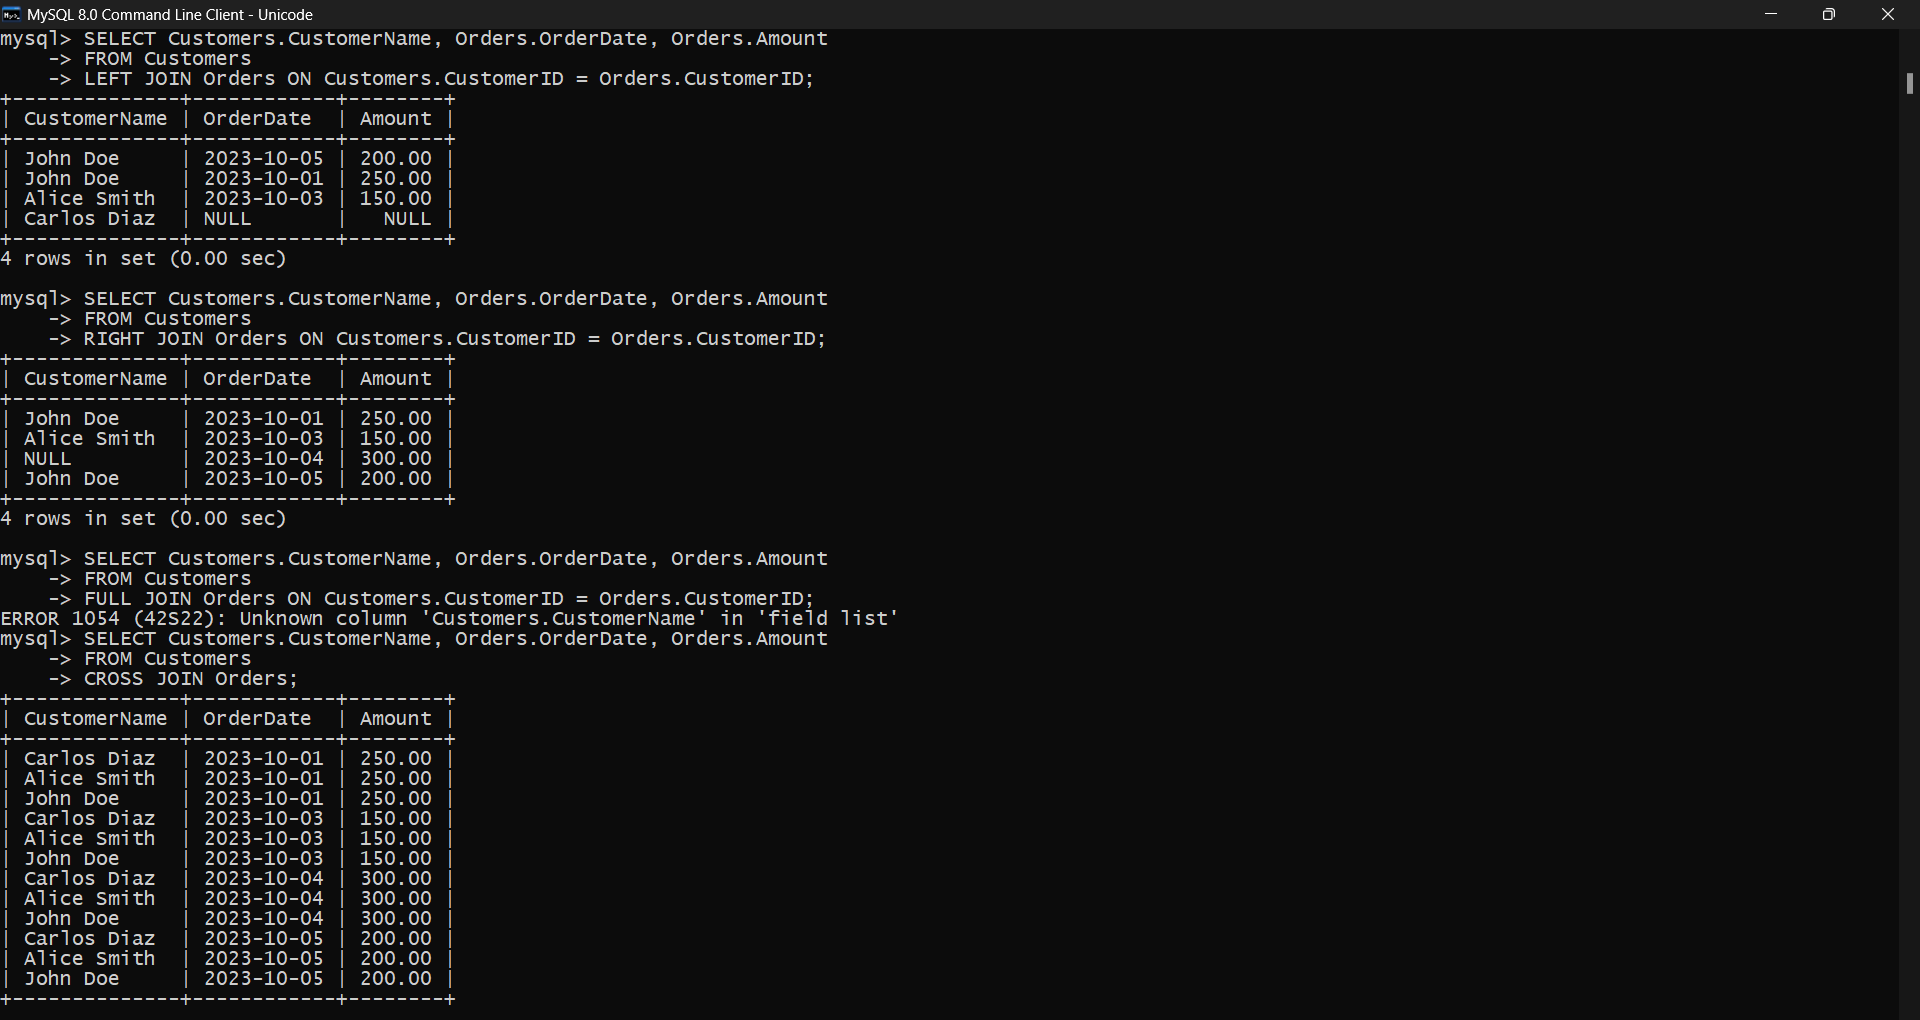 MySQL 8.0 Command Line Client - Unicode
mysql> SELECT Customers.CustomerName, Orders.OrderDate, Orders.Amount
    -> FROM Customers
    -> LEFT JOIN Orders ON Customers.CustomerID = Orders.CustomerID;
+--------------+------------+--------+
| CustomerName | OrderDate  | Amount |
+--------------+------------+--------+
| John Doe     | 2023-10-05 | 200.00 |
| John Doe     | 2023-10-01 | 250.00 |
| Alice Smith  | 2023-10-03 | 150.00 |
| Carlos Diaz  | NULL       |   NULL |
+--------------+------------+--------+
4 rows in set (0.00 sec)

mysql> SELECT Customers.CustomerName, Orders.OrderDate, Orders.Amount
    -> FROM Customers
    -> RIGHT JOIN Orders ON Customers.CustomerID = Orders.CustomerID;
+--------------+------------+--------+
| CustomerName | OrderDate  | Amount |
+--------------+------------+--------+
| John Doe     | 2023-10-01 | 250.00 |
| Alice Smith  | 2023-10-03 | 150.00 |
| NULL         | 2023-10-04 | 300.00 |
| John Doe     | 2023-10-05 | 200.00 |
+--------------+------------+--------+
4 rows in set (0.00 sec)

mysql> SELECT Customers.CustomerName, Orders.OrderDate, Orders.Amount
    -> FROM Customers
    -> FULL JOIN Orders ON Customers.CustomerID = Orders.CustomerID;
ERROR 1054 (42S22): Unknown column 'Customers.CustomerName' in 'field list'
mysql> SELECT Customers.CustomerName, Orders.OrderDate, Orders.Amount
    -> FROM Customers
    -> CROSS JOIN Orders;
+--------------+------------+--------+
| CustomerName | OrderDate  | Amount |
+--------------+------------+--------+
| Carlos Diaz  | 2023-10-01 | 250.00 |
| Alice Smith  | 2023-10-01 | 250.00 |
| John Doe     | 2023-10-01 | 250.00 |
| Carlos Diaz  | 2023-10-03 | 150.00 |
| Alice Smith  | 2023-10-03 | 150.00 |
| John Doe     | 2023-10-03 | 150.00 |
| Carlos Diaz  | 2023-10-04 | 300.00 |
| Alice Smith  | 2023-10-04 | 300.00 |
| John Doe     | 2023-10-04 | 300.00 |
| Carlos Diaz  | 2023-10-05 | 200.00 |
| Alice Smith  | 2023-10-05 | 200.00 |
| John Doe     | 2023-10-05 | 200.00 |
+--------------+------------+--------+